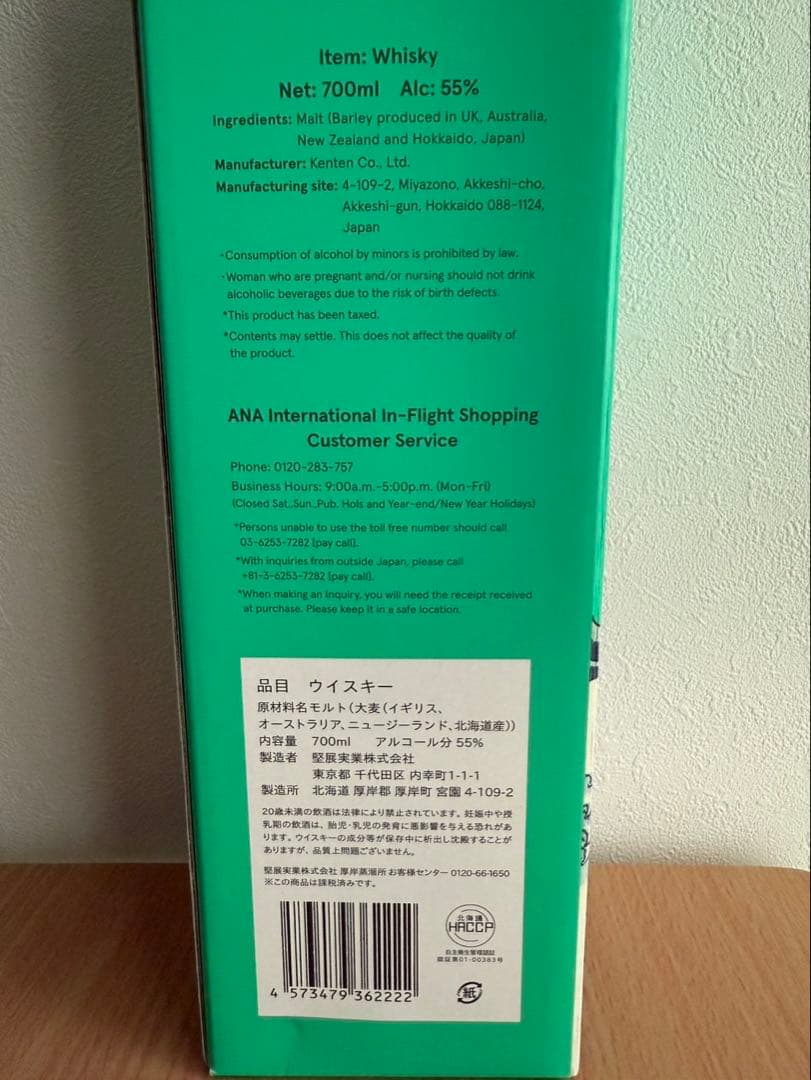 Item: Whisky
Net: 700ml Alc: 55%
Ingredients: Malt (Barley produced in UK, Australia,
New Zealand and Hokkaido, Japan)
Manufacturer: Kenten Co., Ltd.
Manufacturing site: 4-109-2, Miyazono, Akkeshi-cho,
Akkeshi-gun, Hokkaido 088-1124,
Japan
·Consumption of alcohol by minors is prohibited by law.
·Woman who are pregnant and/or nursing should not drink
alcoholic beverages due to the risk of birth defects.
*This product has been taxed.
*Contents may settle. This does not affect the quality of
the product.
ANA International In-Flight Shopping
Customer Service
Phone: 0120-283-757
Business Hours: 9:00a.m.-5:00p.m. (Mon-Fri)
(Closed Sat.,Sun.,Pub. Hols and Year-end/New Year Holidays)
*Persons unable to use the toll free number should call
03-6253-7282 (pay call).
*With inquiries from outside Japan, please call
+81-3-6253-7282 (pay call).
*When making an inquiry, you will need the receipt received
at purchase. Please keep it in a safe location.
品目 ウイスキー
原材料名モルト(大麦(イギリス、
オーストラリア、ニュージーランド、北海道産))
内容量 700ml アルコール分 55%
製造者 堅展実業株式会社
東京都 千代田区 内幸町1-1-1
製造所 北海道 厚岸郡 厚岸町 宮園 4-109-2
20歳未満の飲酒は法律により禁止されています。妊娠中や授
乳期の飲酒は、胎児・乳児の発育に悪影響を与える恐れがあ
ります。ウイスキーの成分等が保存中に析出し沈殿することが
ありますが、品質上問題ございません。
堅展実業株式会社 厚岸蒸溜所 お客様センター 0120-66-1650
※この商品は課税済みです。
北海道
HACCP
自主衛生管理認証
認証第01-00383号
4 573479 362222
紙